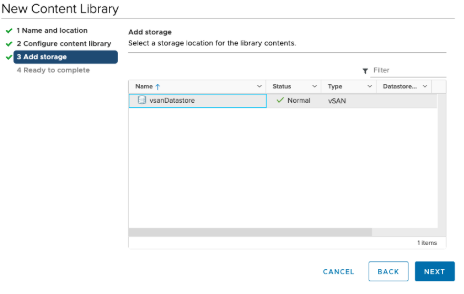 New Content Library
1 Name and location
2 Configure content library
3 Add storage
4 Ready to complete
Add storage
Select a storage location for the library contents.
Filter
Name ↑ Status Type Datastore...
vsanDatastore Normal vSAN
1 items
CANCEL BACK NEXT